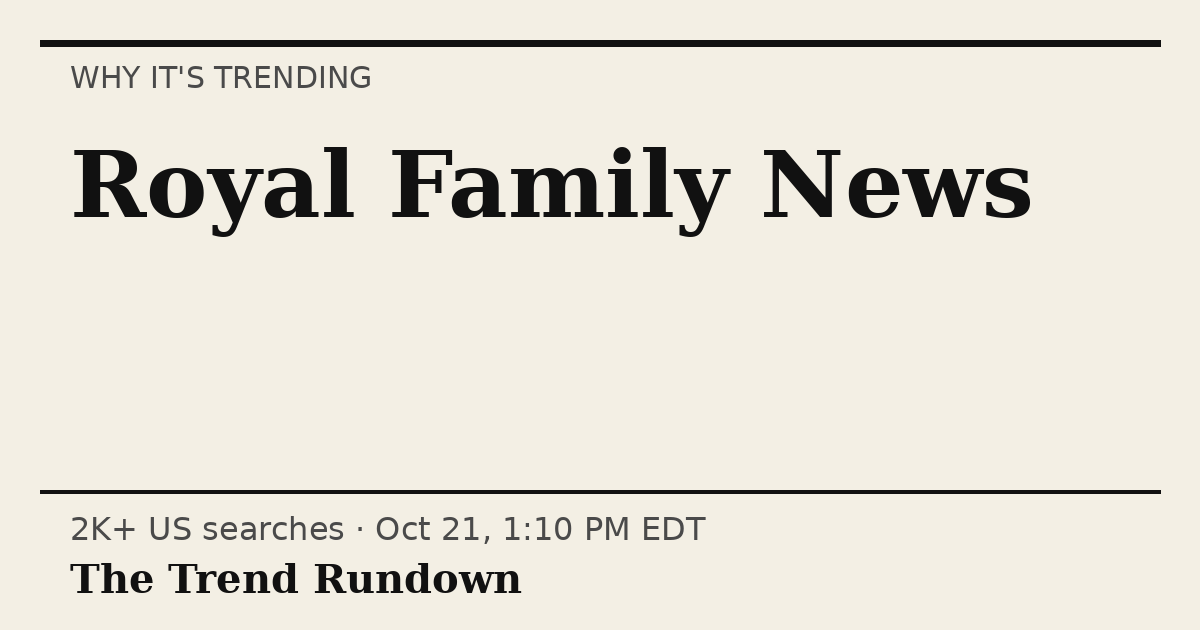 WHY IT'S TRENDING
Royal Family News
2K+ US searches · Oct 21, 1:10 PM EDT
The Trend Rundown